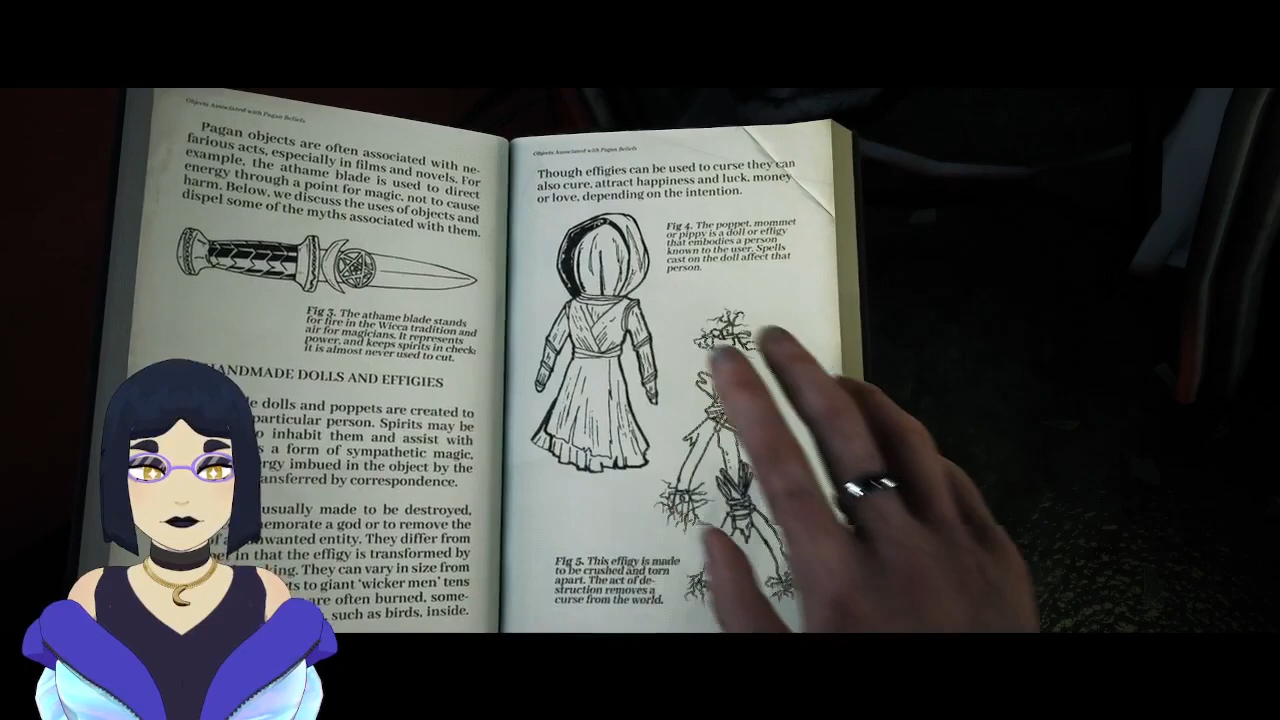 Objects Associated with Pagan Beliefs
Pagan objects are often associated with ne-
farious acts, especially in films and novels. For
example, the athame blade is used to direct
energy through a point for magic, not to cause
harm. Below, we discuss the uses of objects and
dispel some of the myths associated with them.
Fig 3. The athame blade stands
for fire in the Wicca tradition and
air for magicians. It represents
power, and keeps spirits in check;
it is almost never used to cut.
HANDMADE DOLLS AND EFFIGIES
dolls and poppets are created to
particular person. Spirits may be
inhabit them and assist with
a form of sympathetic magic,
imbued in the object by the
by correspondence.
usually made to be destroyed,
a god or to remove the
unwanted entity. They differ from
in that the effigy is transformed by
They can vary in size from
to giant 'wicker men' tens
are often burned, some-
such as birds, inside.
Objects Associated with Pagan Beliefs
Though effigies can be used to curse they can
also cure, attract happiness and luck, money
or love, depending on the intention.
Fig 4. The poppet, mommet
or pippy is a doll or effigy
that embodies a person
known to the user. Spells
cast on the doll affect that
person.
Fig 5. This effigy is made
to be crushed and torn
apart. The act of de-
struction removes a
curse from the world.